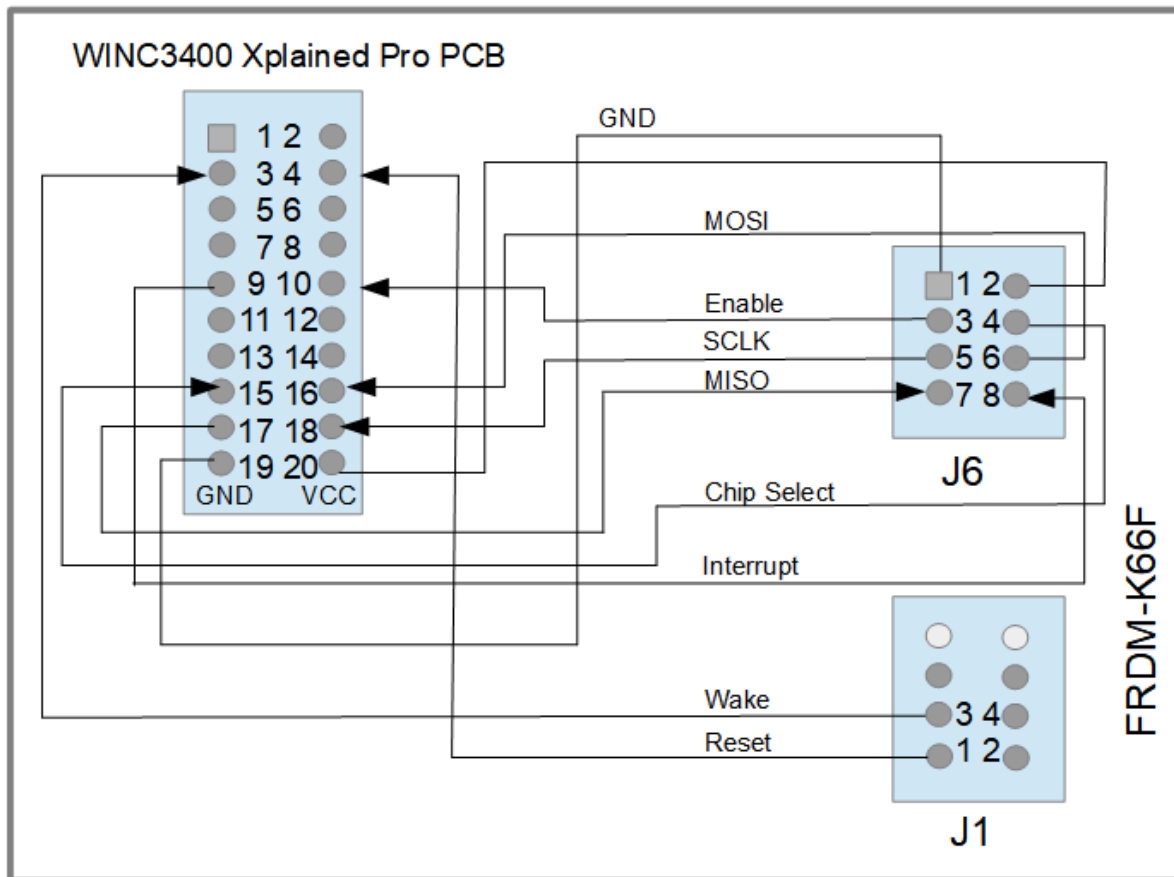 WINC3400 Xplained Pro PCB
1 2
3 4
5 6
7 8
9 10
11 12
13 14
15 16
17 18
19 20
GND VCC
GND
MOSI
Enable
SCLK
MISO
Chip Select
Interrupt
Wake
Reset
1 2
3 4
5 6
7 8
J6
3 4
1 2
J1
FRDM-K66F